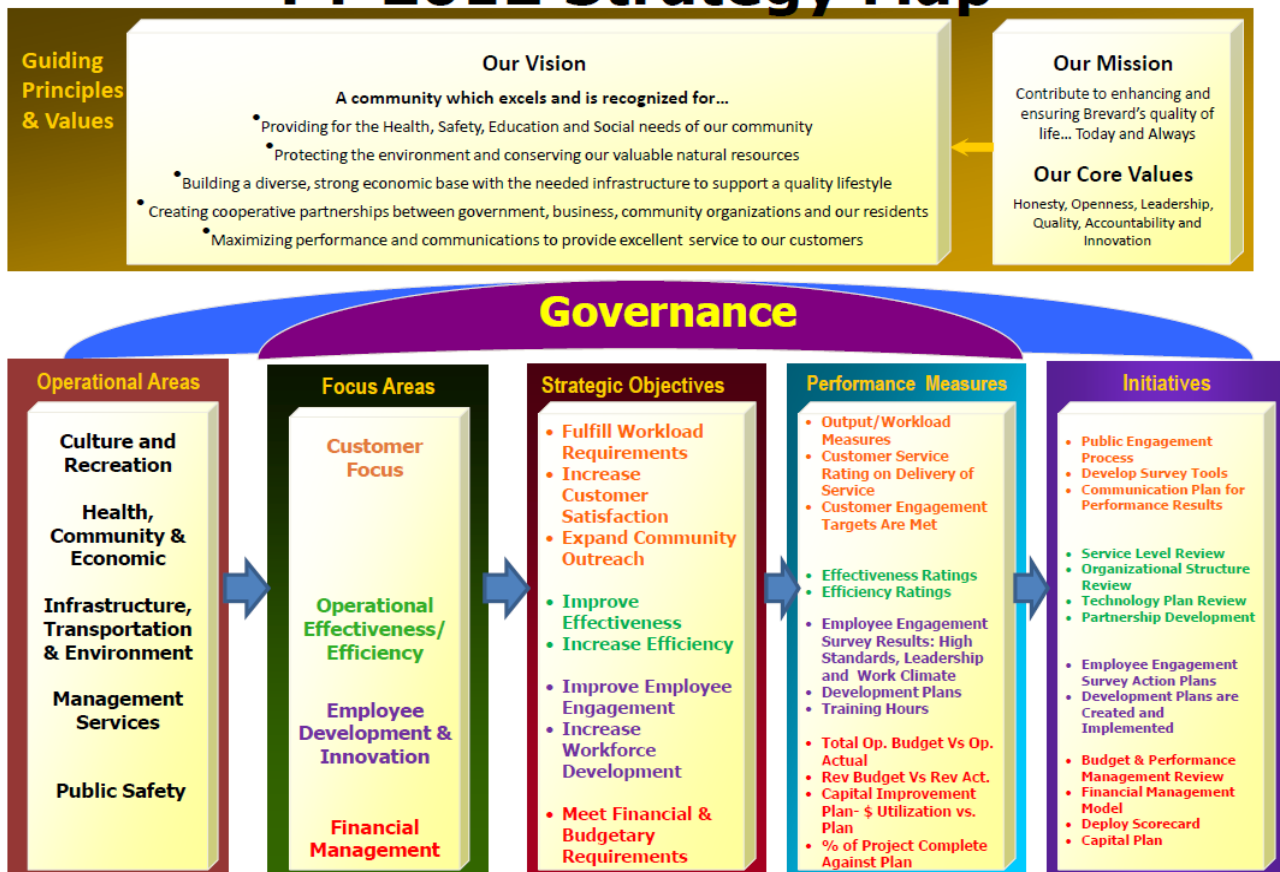 FY 2012 Strategy Map
Guiding
Principles
& Values
Our Vision
A community which excels and is recognized for...
•Providing for the Health, Safety, Education and Social needs of our community
•Protecting the environment and conserving our valuable natural resources
•Building a diverse, strong economic base with the needed infrastructure to support a quality lifestyle
• Creating cooperative partnerships between government, business, community organizations and our residents
•Maximizing performance and communications to provide excellent service to our customers
Our Mission
Contribute to enhancing and
ensuring Brevard's quality of
life... Today and Always
Our Core Values
Honesty, Openness, Leadership,
Quality, Accountability and
Innovation
Governance
Operational Areas
Culture and
Recreation
Health,
Community &
Economic
Infrastructure,
Transportation
& Environment
Management
Services
Public Safety
Focus Areas
Customer
Focus
Operational
Effectiveness/
Efficiency
Employee
Development &
Innovation
Financial
Management
Strategic Objectives
• Fulfill Workload
Requirements
• Increase
Customer
Satisfaction
• Expand Community
Outreach
• Improve
Effectiveness
• Increase Efficiency
• Improve Employee
Engagement
• Increase
Workforce
Development
• Meet Financial &
Budgetary
Requirements
Performance Measures
• Output/Workload
Measures
• Customer Service
Rating on Delivery of
Service
• Customer Engagement
Targets Are Met
• Effectiveness Ratings
• Efficiency Ratings
• Employee Engagement
Survey Results: High
Standards, Leadership
and Work Climate
• Development Plans
• Training Hours
• Total Op. Budget Vs Op.
Actual
• Rev Budget Vs Rev Act.
• Capital Improvement
Plan- $ Utilization vs.
Plan
• % of Project Complete
Against Plan
Initiatives
• Public Engagement
Process
• Develop Survey Tools
• Communication Plan for
Performance Results
• Service Level Review
• Organizational Structure
Review
• Technology Plan Review
• Partnership Development
• Employee Engagement
Survey Action Plans
• Development Plans are
Created and
Implemented
• Budget & Performance
Management Review
• Financial Management
Model
• Deploy Scorecard
• Capital Plan